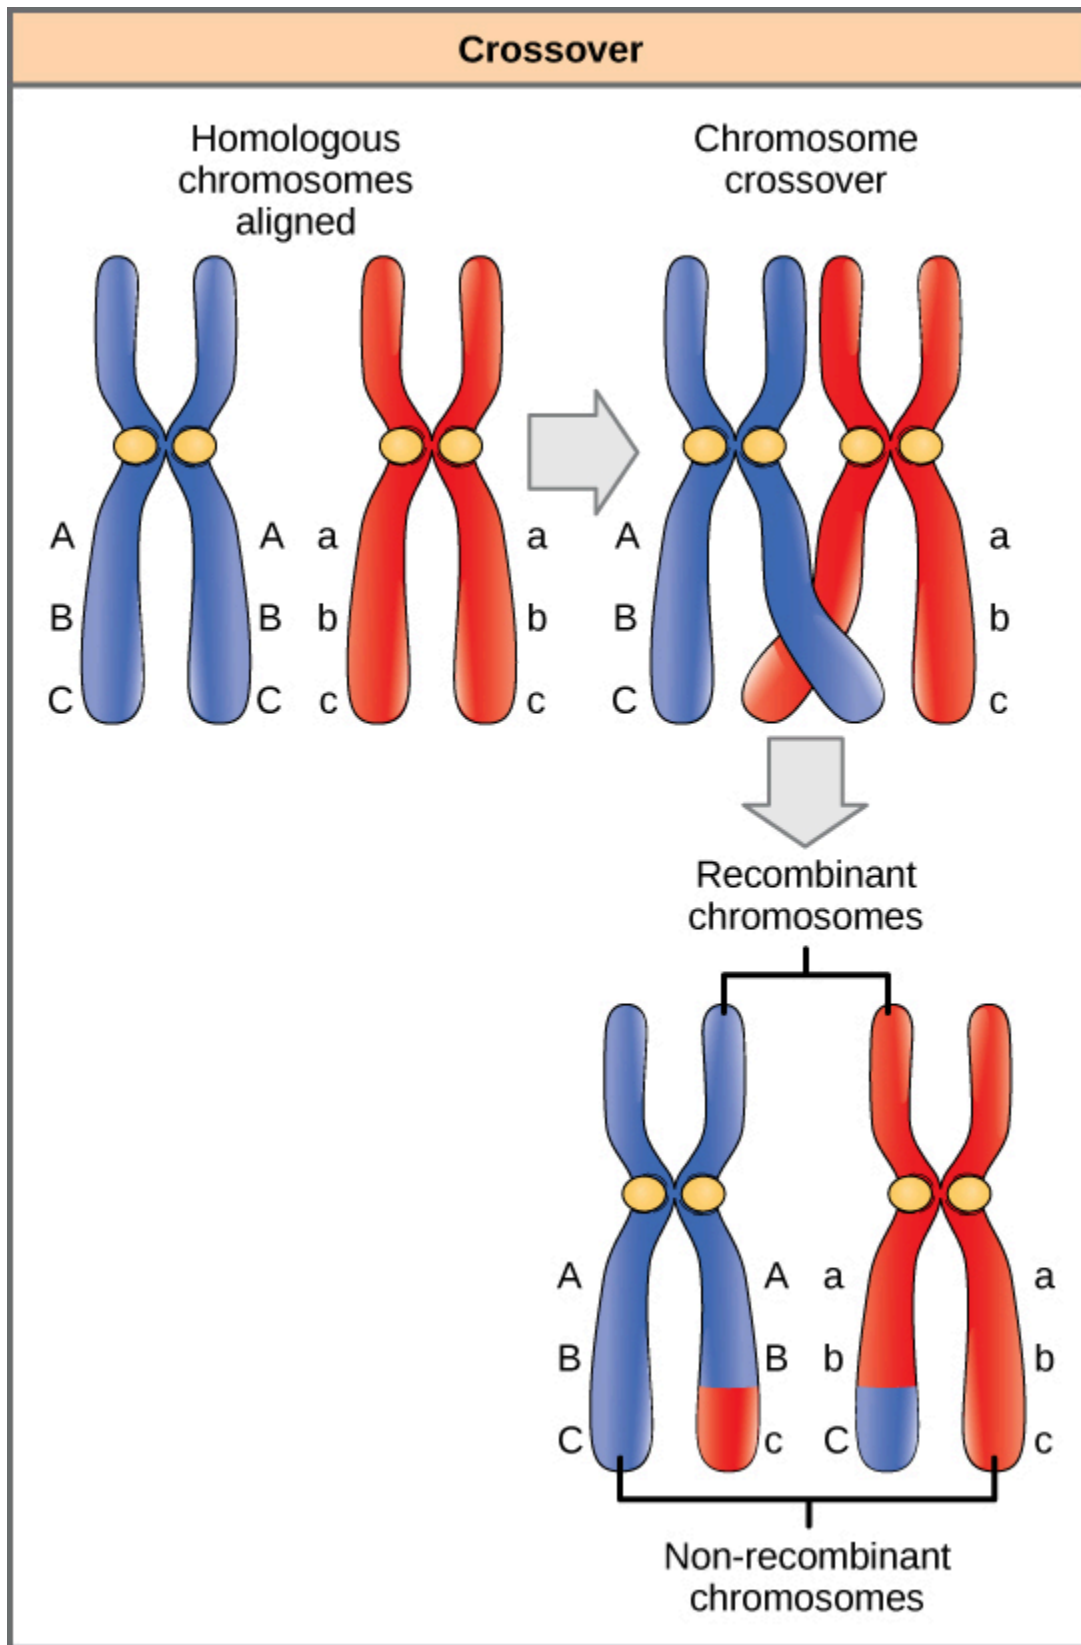 Crossover
Homologous
chromosomes
aligned
Chromosome
crossover
A A a a A a
B B b b B b
C C c c C c
Recombinant
chromosomes
A A a a
B B b b
C c C c
Non-recombinant
chromosomes